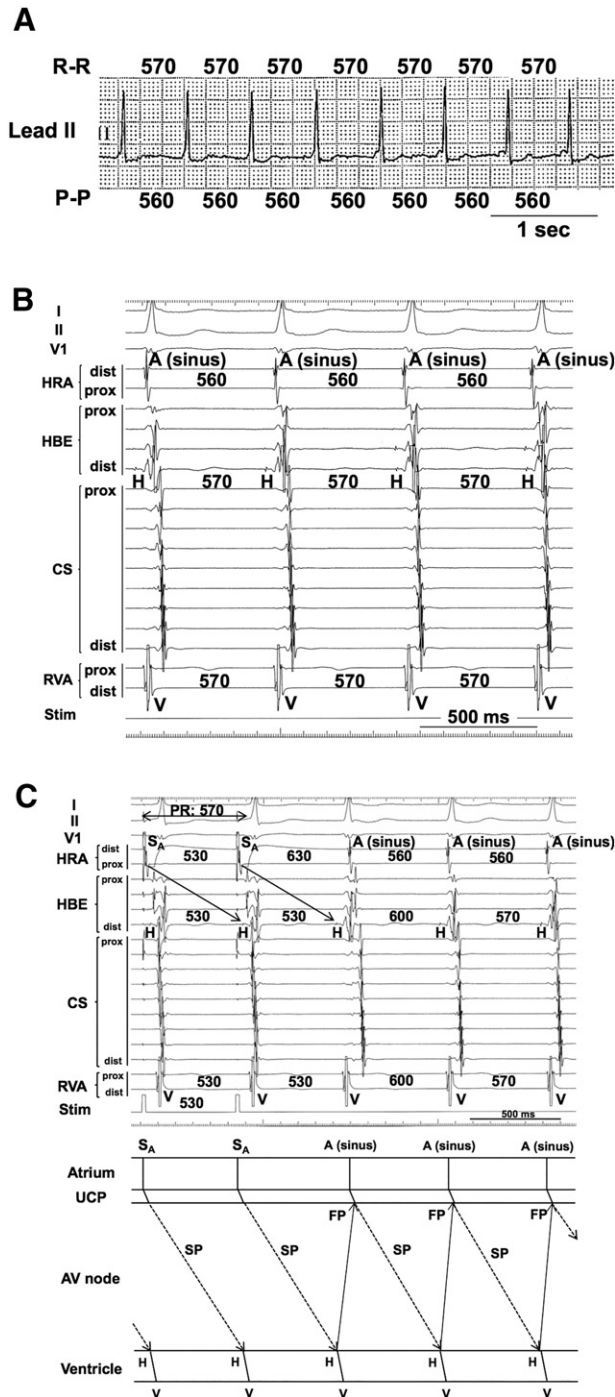 A
R-R 570 570 570 570 570 570 570
Lead II II
P-P 560 560 560 560 560 560 560
1 sec
B
I
II
V1
A (sinus) A (sinus) A (sinus) A (sinus)
HRA dist prox 560 560 560
HBE prox dist
H 570 H 570 H 570 H
CS prox dist
RVA prox dist 570 570 570
V V V V
Stim
500 ms
C
I
II
PR: 570
V1
SA SA A (sinus) A (sinus) A (sinus)
HRA dist prox 530 630 560 560
HBE prox dist 530 530 600 570
H H H H H
CS prox dist
RVA prox dist 530 530 600 570
V V V V V
Stim 530
500 ms
SA SA A (sinus) A (sinus) A (sinus)
Atrium
UCP
FP FP FP
SP SP SP SP
AV node
H H H H H
Ventricle
V V V V V